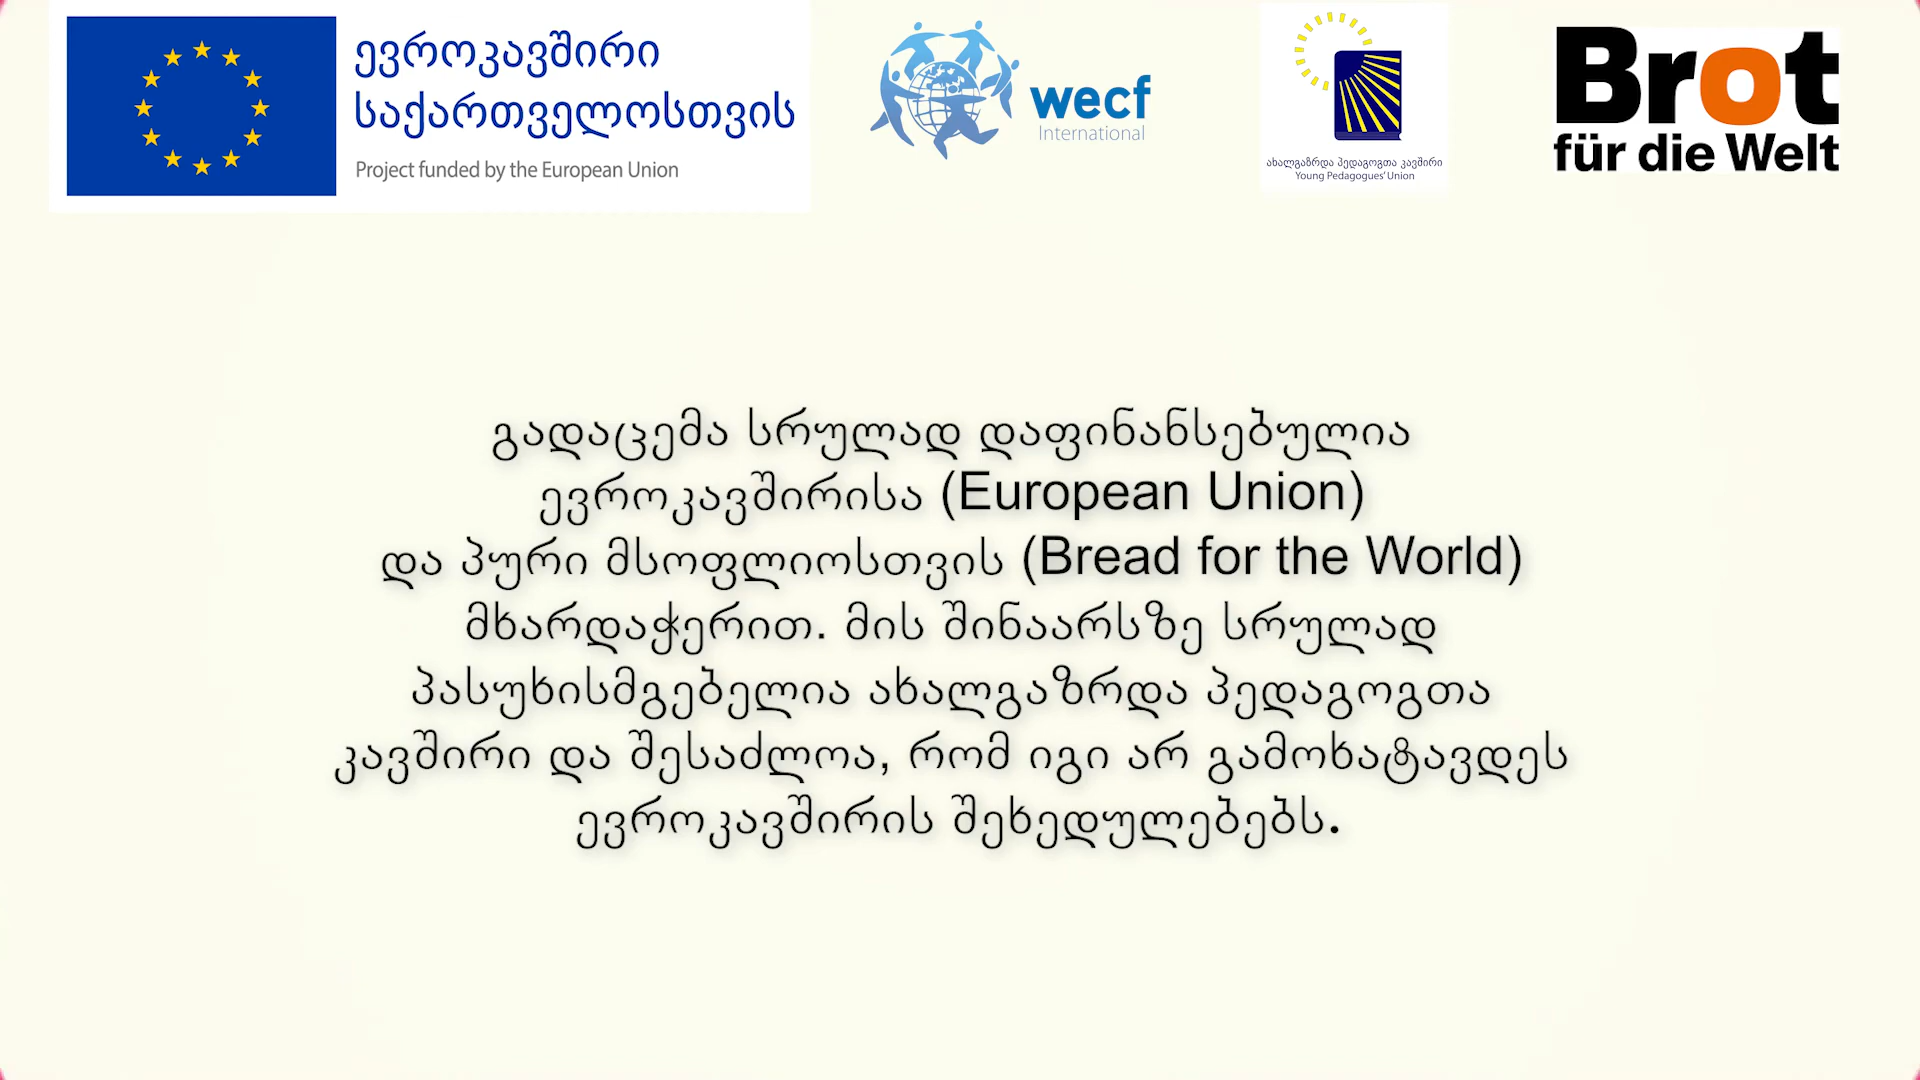 ევროკავშირი
საქართველოსთვის
Project funded by the European Union
wecf
International
ახალგაზრდა პედაგოგთა კავშირი
Young Pedagogues' Union
Brot
für die Welt
გადაცემა სრულად დაფინანსებულია
ევროკავშირისა (European Union)
და პური მსოფლიოსთვის (Bread for the World)
მხარდაჭერით. მის შინაარსზე სრულად
პასუხისმგებელია ახალგაზრდა პედაგოგთა
კავშირი და შესაძლოა, რომ იგი არ გამოხატავდეს
ევროკავშირის შეხედულებებს.